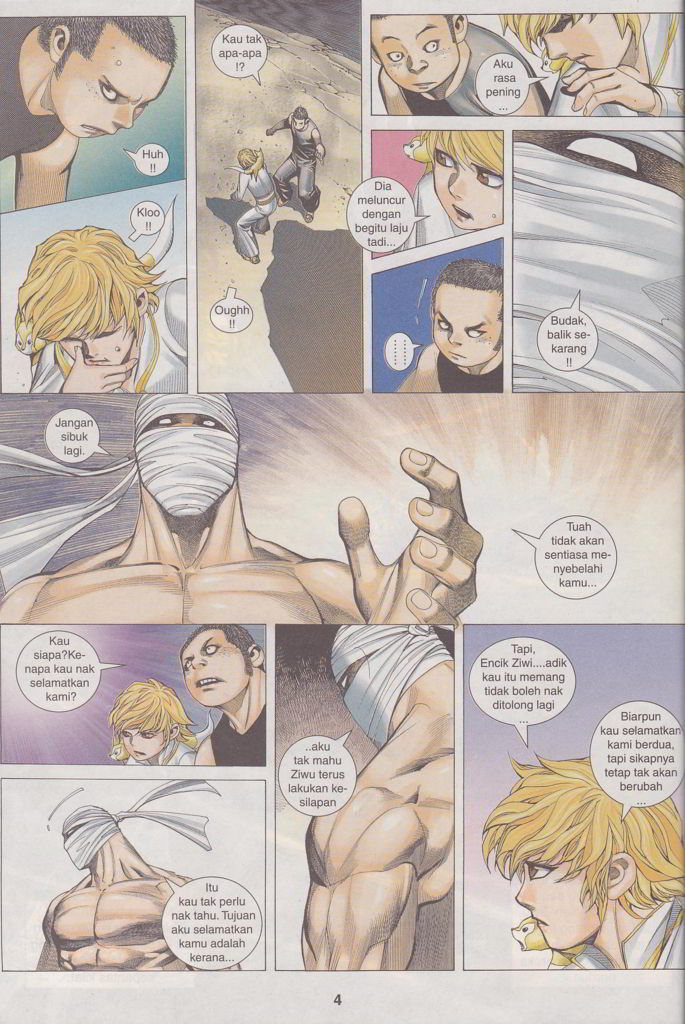 Huh
!!
Kloo
!!
Kau tak
apa-apa
!?
Oughh
!!
Aku
rasa
pening
...
Dia
meluncur
dengan
begitu laju
tadi...
......
Budak,
balik se-
karang
!!
Jangan
sibuk
lagi.
Tuah
tidak akan
sentiasa me-
nyebelahi
kamu...
Kau
siapa?Ke-
napa kau nak
selamatkan
kami?
Itu
kau tak perlu
nak tahu. Tujuan
aku selamatkan
kamu adalah
kerana...
..aku
tak mahu
Ziwu terus
lakukan ke-
silapan
Tapi,
Encik Ziwi....adik
kau itu memang
tidak boleh nak
ditolong lagi
...
Biarpun
kau selamatkan
kami berdua,
tapi sikapnya
tetap tak akan
berubah
...
4